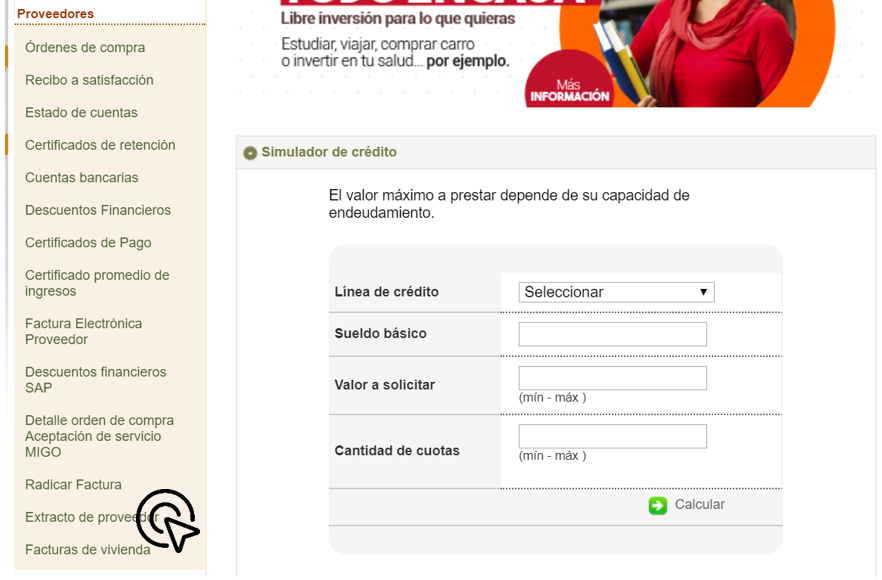 Proveedores
Órdenes de compra
Recibo a satisfacción
Estado de cuentas
Certificados de retención
Cuentas bancarias
Descuentos Financieros
Certificados de Pago
Certificado promedio de
ingresos
Factura Electrónica
Proveedor
Descuentos financieros
SAP
Detalle orden de compra
Aceptación de servicio
MIGO
Radicar Factura
Extracto de proveedor
Facturas de vivienda
Libre inversión para lo que quieras
Estudiar, viajar, comprar carro
o invertir en tu salud... por ejemplo.
Más
INFORMACIÓN
Simulador de crédito
El valor máximo a prestar depende de su capacidad de
endeudamiento.
Línea de crédito Seleccionar
Sueldo básico
Valor a solicitar
(mín - máx )
Cantidad de cuotas
(mín - máx )
Calcular